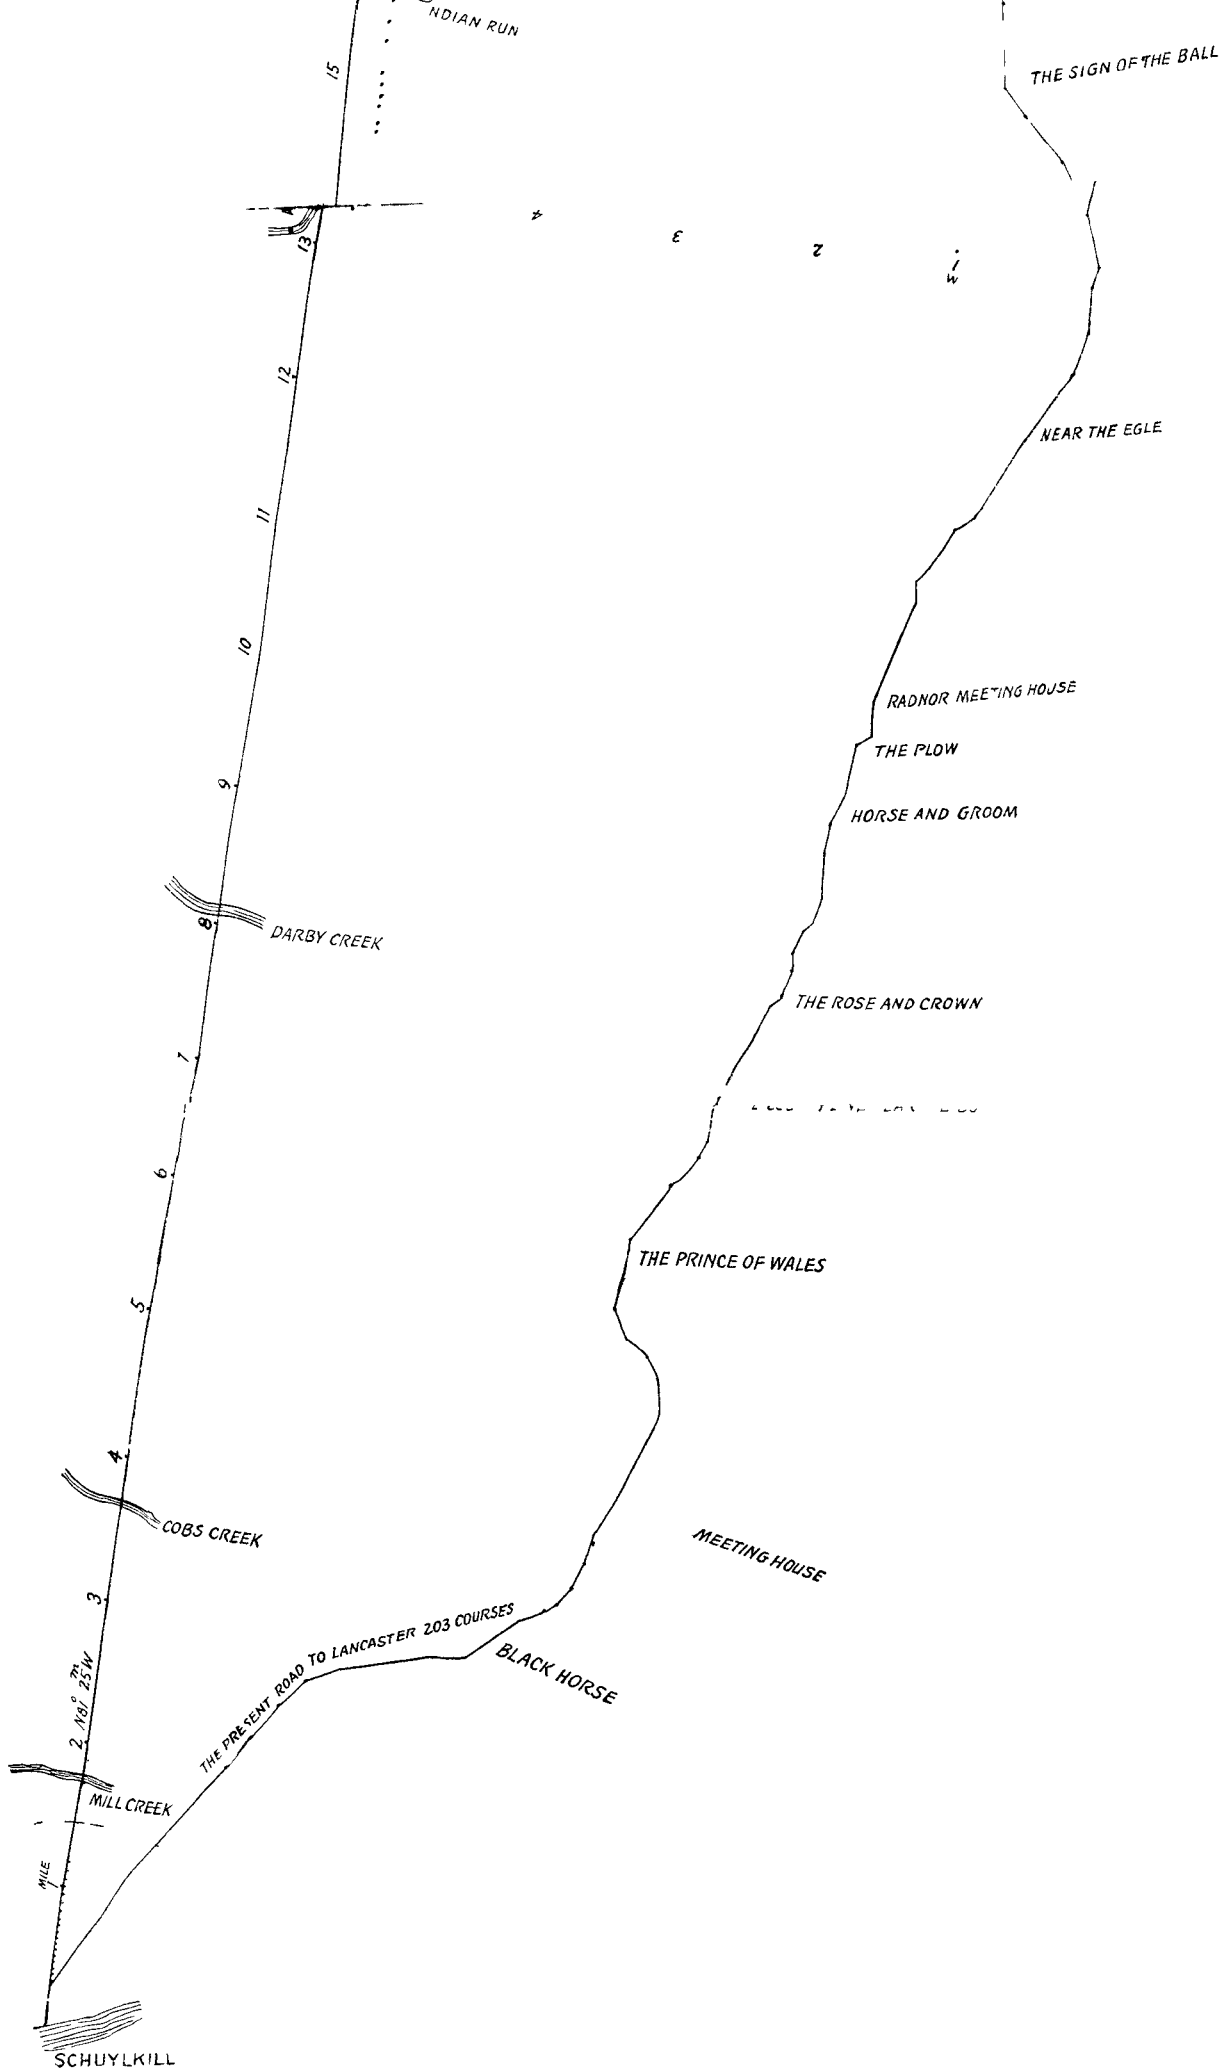 NDIAN RUN
THE SIGN OF THE BALL
15
4
3
2
1
M
13
12
NEAR THE EGLE
11
10
RADNOR MEETING HOUSE
THE PLOW
9
HORSE AND GROOM
8
DARBY CREEK
THE ROSE AND CROWN
7
6
THE PRINCE OF WALES
5
4
COBS CREEK
MEETING HOUSE
3
THE PRESENT ROAD TO LANCASTER 203 COURSES
BLACK HORSE
2 N81° 25m W
MILL CREEK
MILE
1
SCHUYLKILL